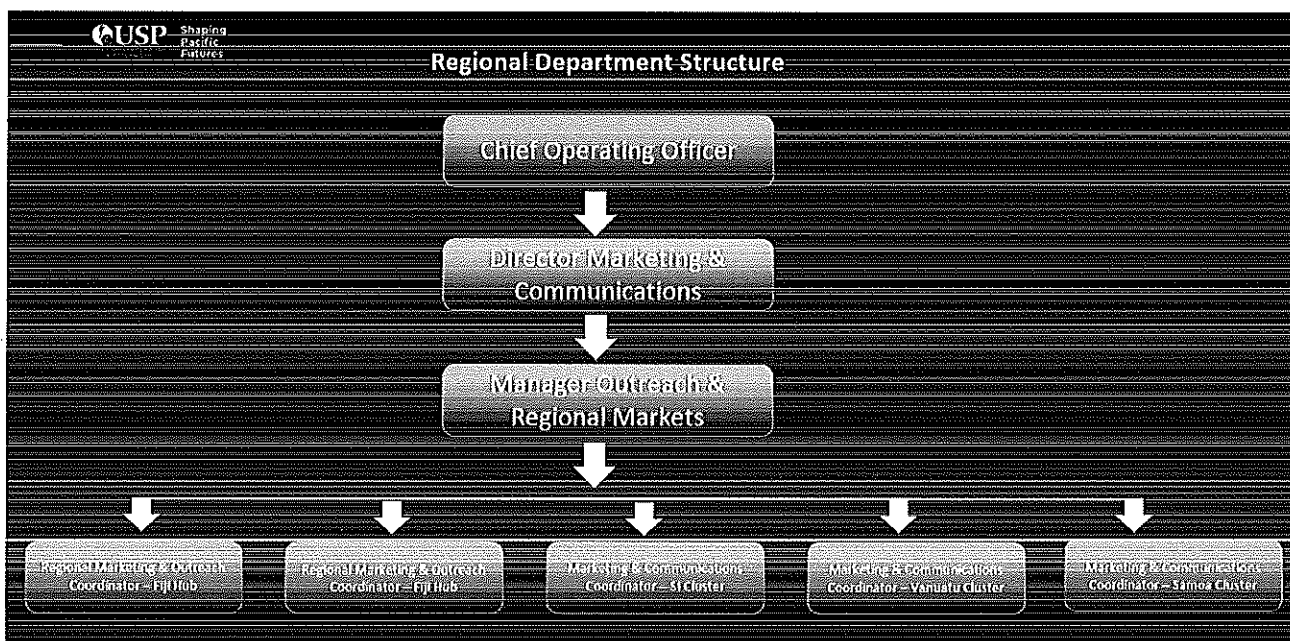 USP
Shaping
Pacific
Futures
Regional Department Structure
Chief Operating Officer
Director Marketing &
Communications
Manager Outreach &
Regional Markets
Regional Marketing & Outreach
Coordinator – Fiji Hub
Regional Marketing & Outreach
Coordinator – Fiji Hub
Marketing & Communications
Coordinator – SI Cluster
Marketing & Communications
Coordinator – Vanuatu Cluster
Marketing & Communications
Coordinator – Samoa Cluster